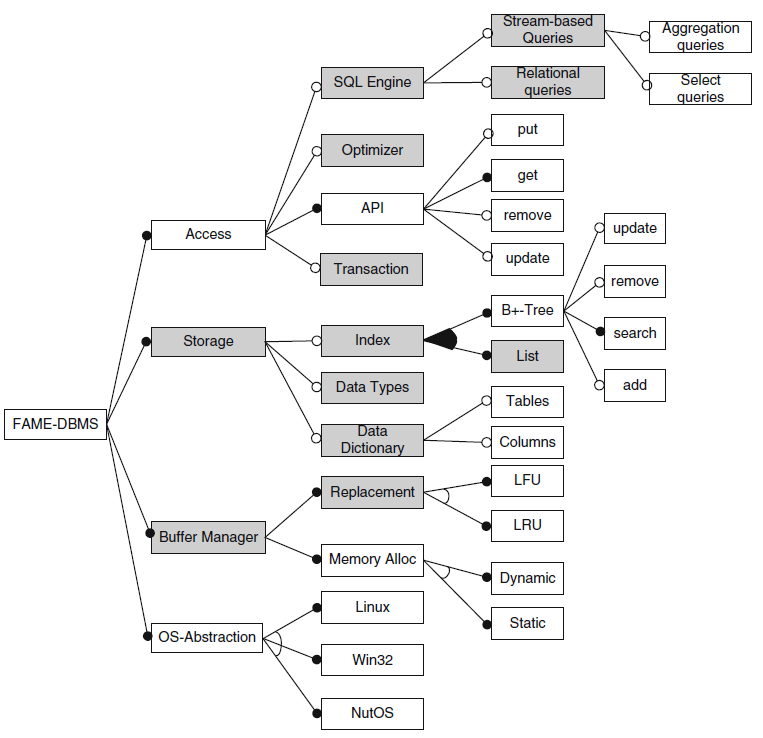 Stream-based
Queries
Aggregation
queries
SQL Engine
Relational
queries
Select
queries
Optimizer
put
get
API
remove
Access
update
Transaction
update
remove
B+-Tree
Storage
Index
search
List
Data Types
add
Tables
FAME-DBMS
Data
Dictionary
Columns
Replacement
LFU
LRU
Buffer Manager
Memory Alloc
Dynamic
Linux
Static
OS-Abstraction
Win32
NutOS